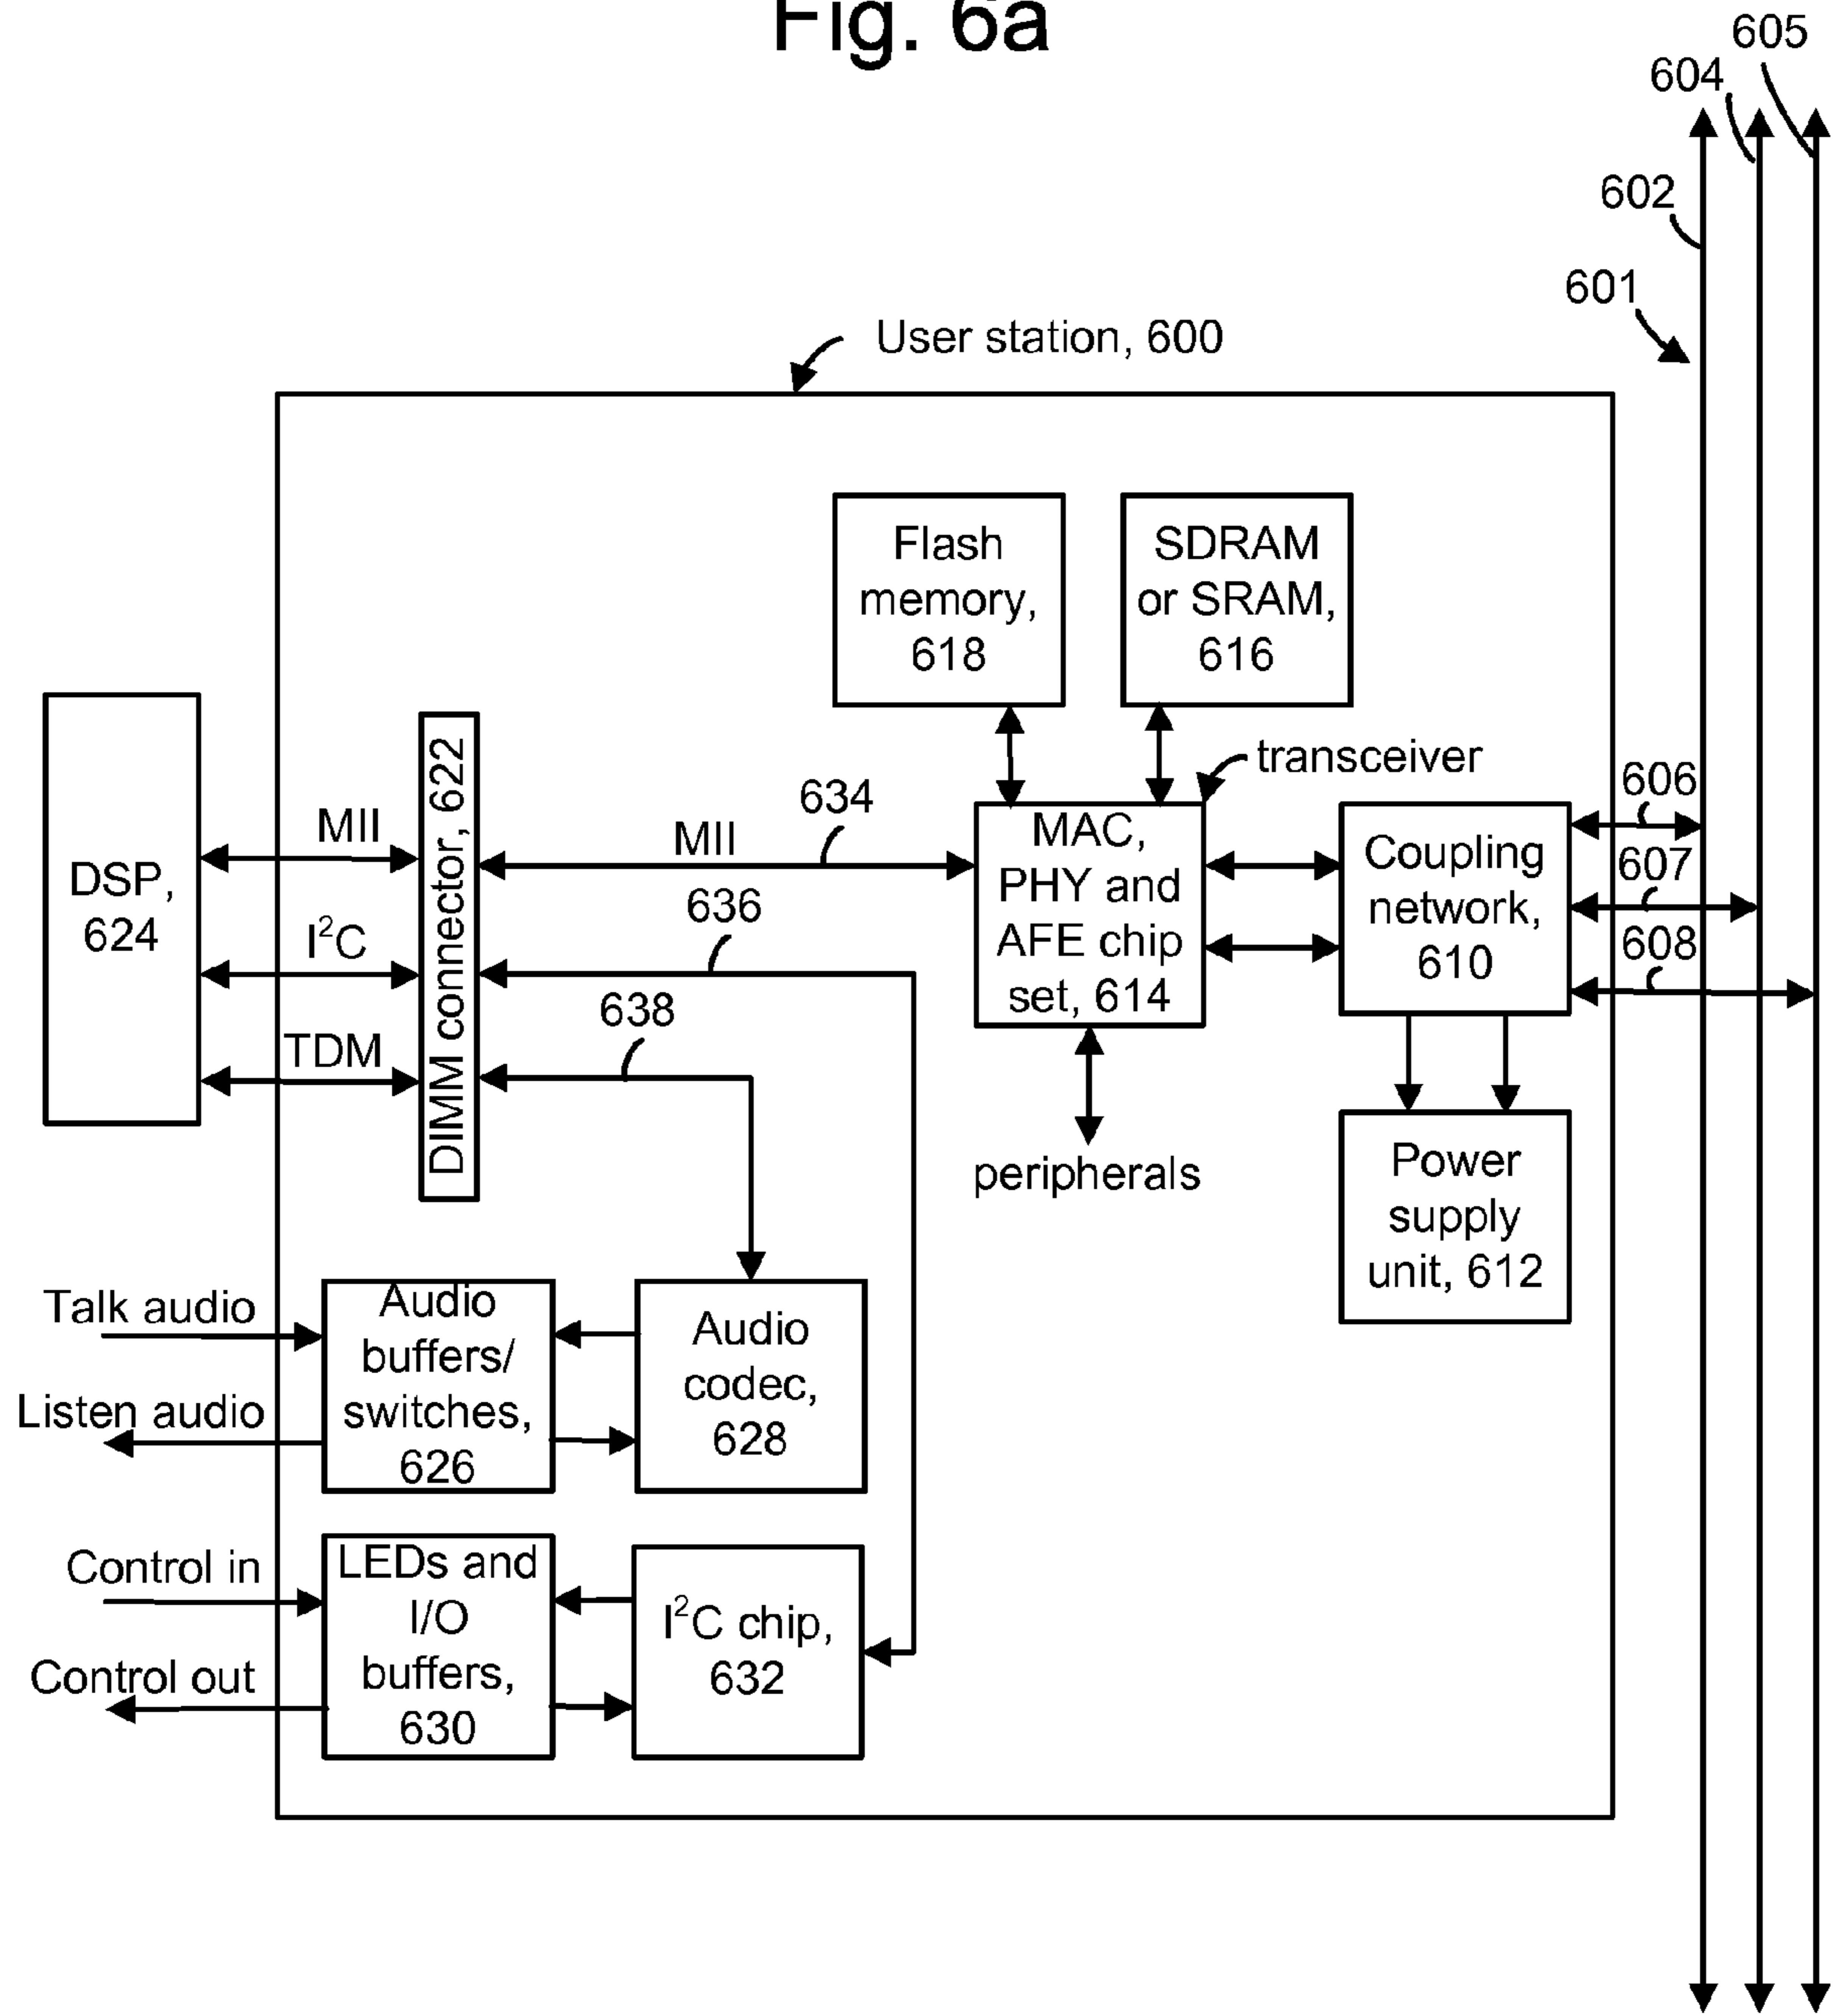 Fig. 6a
605
604
602
601
User station, 600
Flash
memory,
618
SDRAM
or SRAM,
616
transceiver
DSP,
624
MII
I²C
TDM
DIMM connector, 622
MII
634
636
638
MAC,
PHY and
AFE chip
set, 614
peripherals
Coupling
network,
610
606
607
608
Power
supply
unit, 612
Talk audio
Listen audio
Audio
buffers/
switches,
626
Audio
codec,
628
Control in
Control out
LEDs and
I/O
buffers,
630
I²C chip,
632